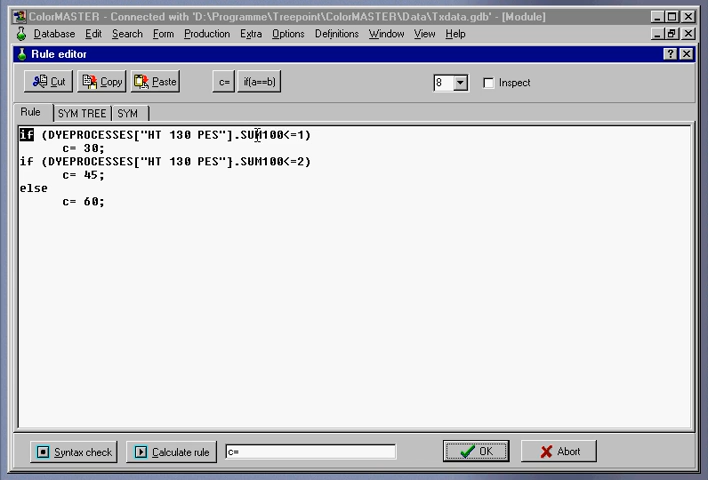 ColorMASTER - Connected with 'D:\Programme\Treepoint\ColorMASTER\Data\Txdata.gdb' - [Module]
Database Edit Search Form Production Extra Options Definitions Window View Help
Rule editor
Cut Copy Paste c= if(a==b) 8 Inspect
Rule SYM TREE SYM
if (DYEPROCESSES["HT 130 PES"].SUM100<=1)
c= 30;
if (DYEPROCESSES["HT 130 PES"].SUM100<=2)
c= 45;
else
c= 60;
Syntax check Calculate rule c= OK Abort